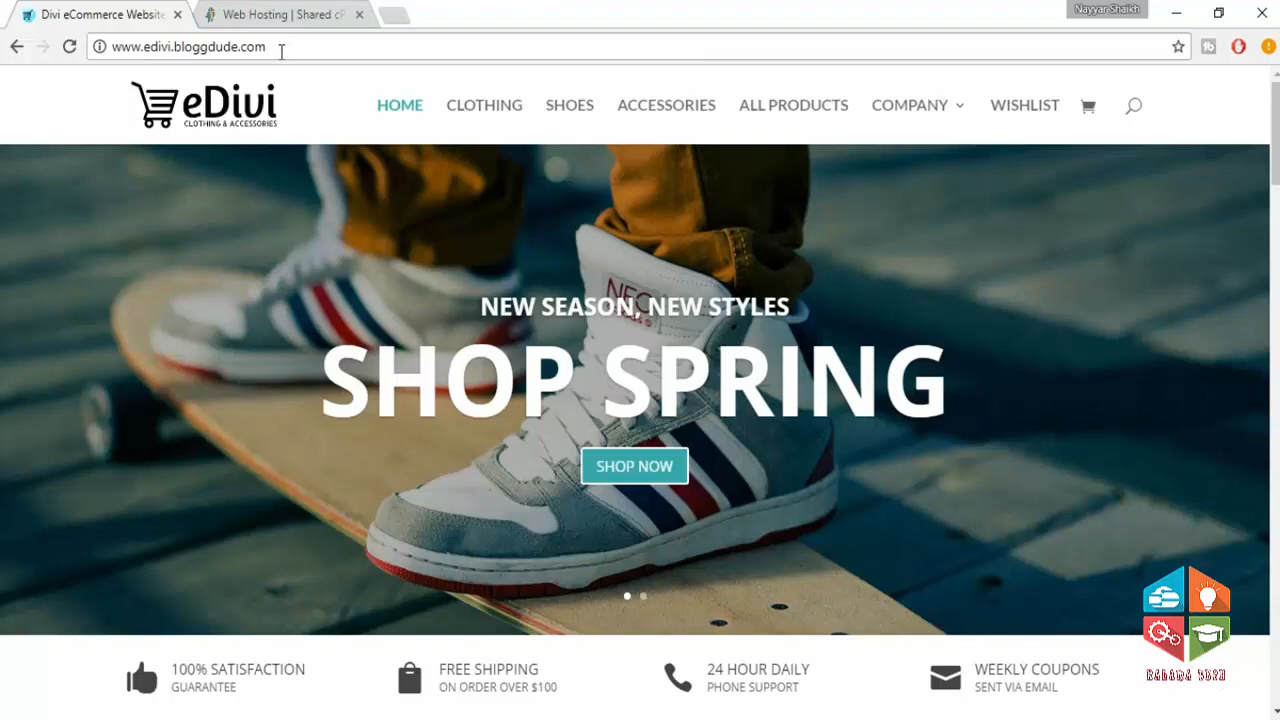 Divi eCommerce Website
Web Hosting | Shared cP
Nayyar Shaikh
www.edivi.bloggdude.com
eDivi
CLOTHING & ACCESSORIES
HOME
CLOTHING
SHOES
ACCESSORIES
ALL PRODUCTS
COMPANY
WISHLIST
NEO
NEW SEASON, NEW STYLES
SHOP SPRING
SHOP NOW
100% SATISFACTION
GUARANTEE
FREE SHIPPING
ON ORDER OVER $100
24 HOUR DAILY
PHONE SUPPORT
WEEKLY COUPONS
SENT VIA EMAIL